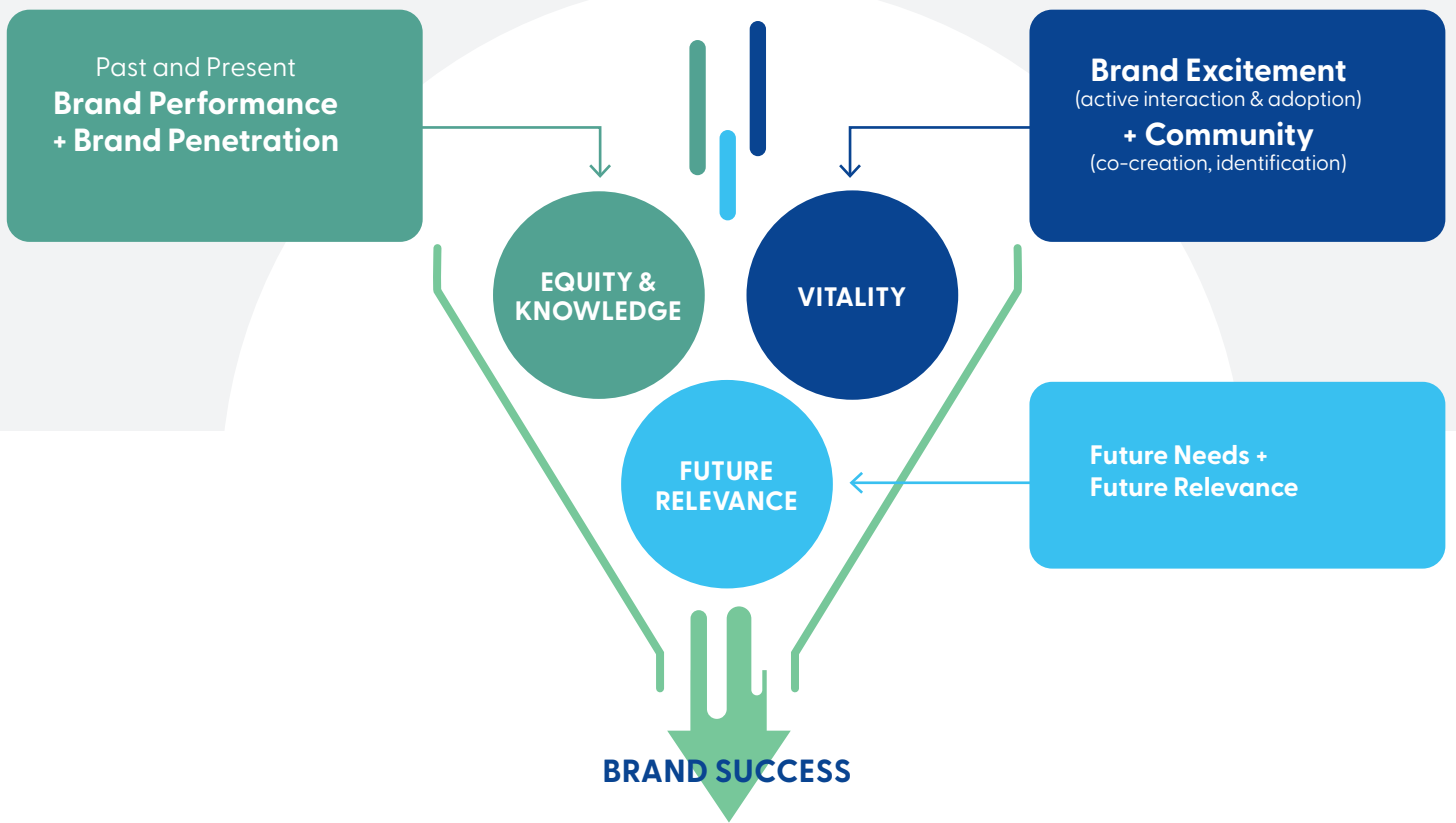 Past and Present
Brand Performance
+ Brand Penetration
Brand Excitement
(active interaction & adoption)
+ Community
(co-creation, identification)
EQUITY &
KNOWLEDGE
VITALITY
FUTURE
RELEVANCE
Future Needs +
Future Relevance
BRAND SUCCESS